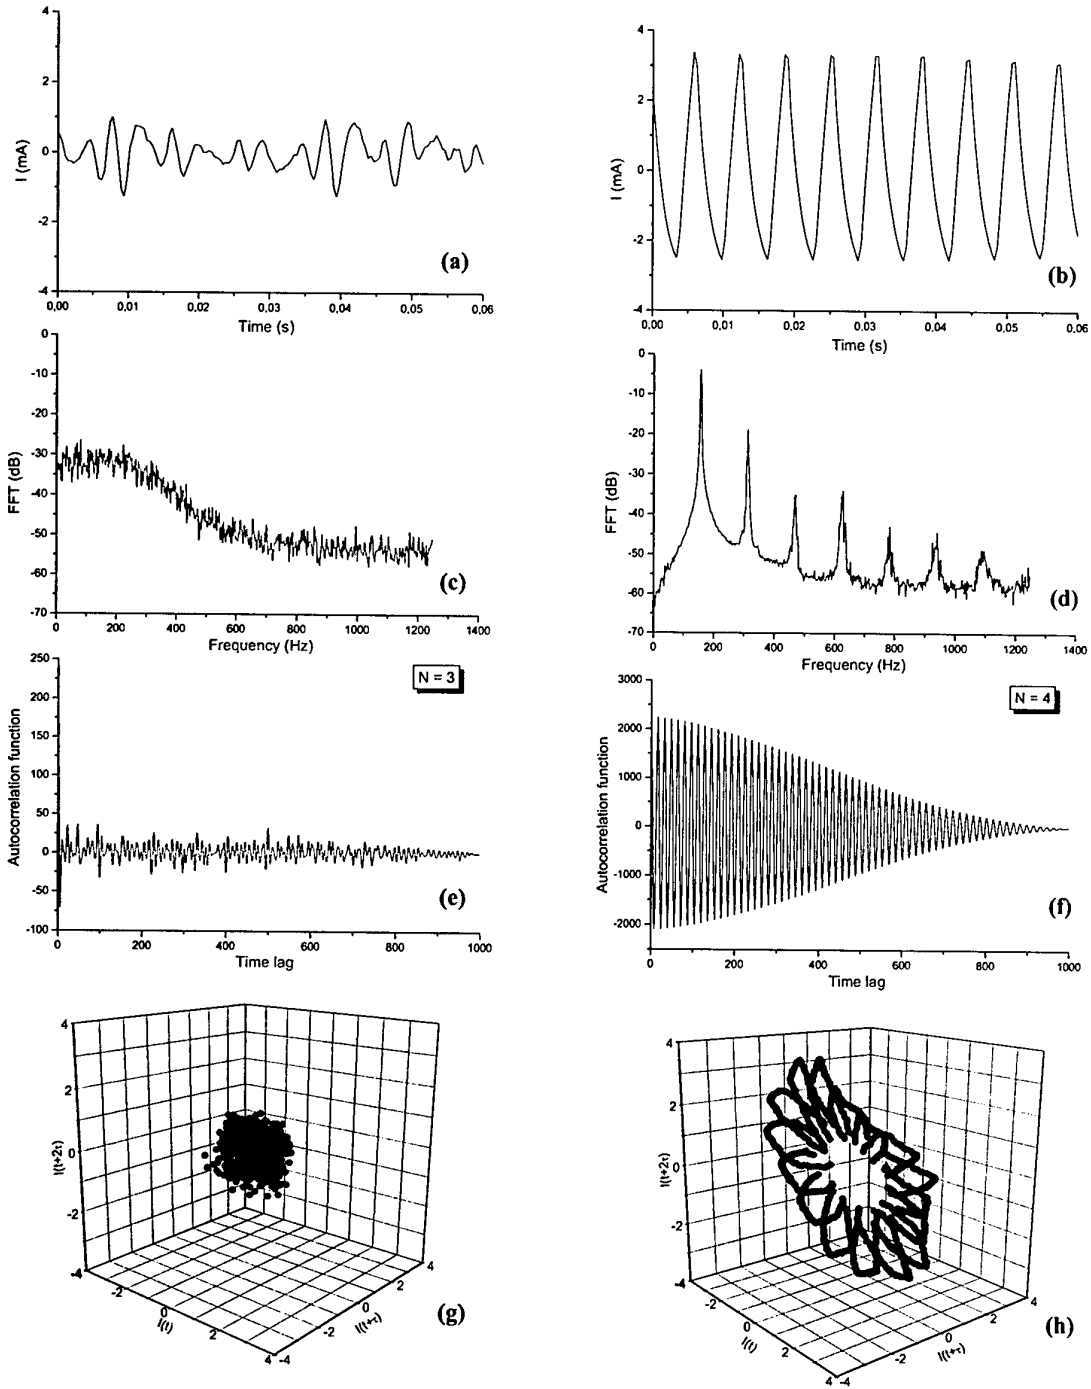 4
2
0
-2
-4
I (mA)
0,00 0,01 0,02 0,03 0,04 0,05 0,06
Time (s)
(a)
4
2
0
-2
-4
I (mA)
0,00 0,01 0,02 0,03 0,04 0,05 0,06
Time (s)
(b)
0
-10
-20
-30
-40
-50
-60
-70
FFT (dB)
0 200 400 600 800 1000 1200 1400
Frequency (Hz)
(c)
0
-10
-20
-30
-40
-50
-60
-70
FFT (dB)
0 200 400 600 800 1000 1200 1400
Frequency (Hz)
(d)
250
200
150
100
50
0
-50
-100
Autocorrelation function
N = 3
0 200 400 600 800 1000
Time lag
(e)
3000
2000
1000
0
-1000
-2000
Autocorrelation function
N = 4
0 200 400 600 800 1000
Time lag
(f)
4
2
0
-2
-4
I(t+2τ)
-2
0
2
4
I(t)
-4
-2
0
2
4
I(t+τ)
(g)
4
2
0
-2
-4
I(t+2τ)
-2
0
2
4
I(t)
-4
-2
0
2
4
I(t+τ)
(h)